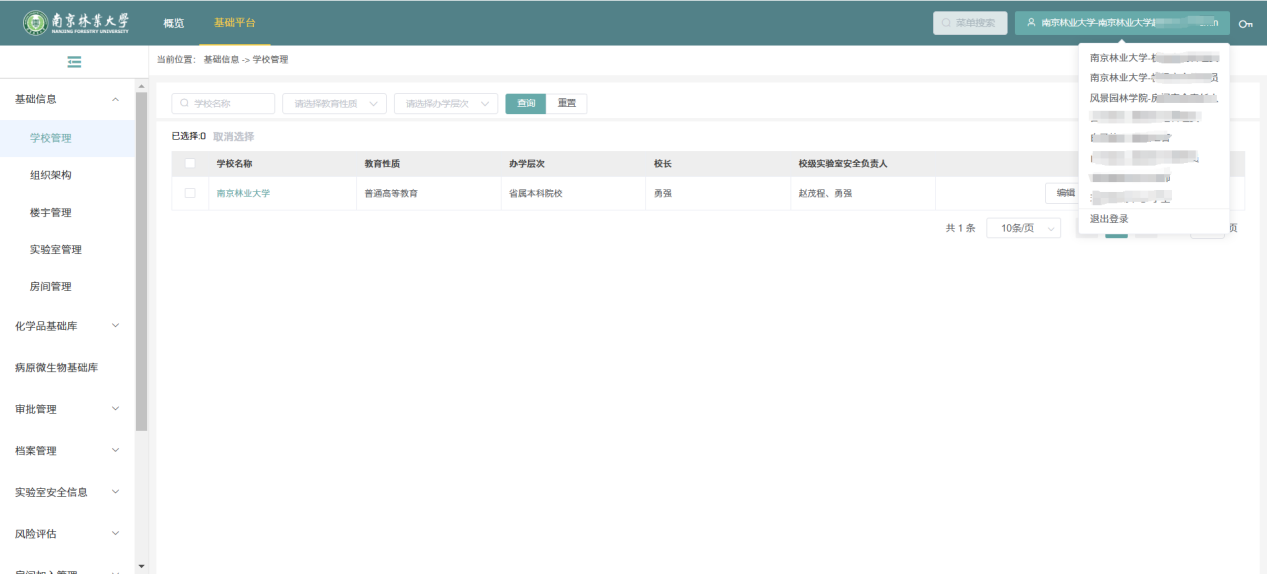 南京林业大学
NANJING FORESTRY UNIVERSITY
概览
基础平台
菜单搜索
南京林业大学-南京林业大学
当前位置: 基础信息 -> 学校管理
南京林业大学-
南京林业大学-
风景园林学院-
退出登录
基础信息
学校管理
组织架构
楼宇管理
实验室管理
房间管理
化学品基础库
病原微生物基础库
审批管理
档案管理
实验室安全信息
风险评估
房间加入管理
学校名称
请选择教育性质
请选择办学层次
查询
重置
已选择:0 取消选择
学校名称 教育性质 办学层次 校长 校级实验室安全负责人
南京林业大学 普通高等教育 省属本科院校 勇强 赵茂程、勇强 编辑
共 1 条 10条/页 页